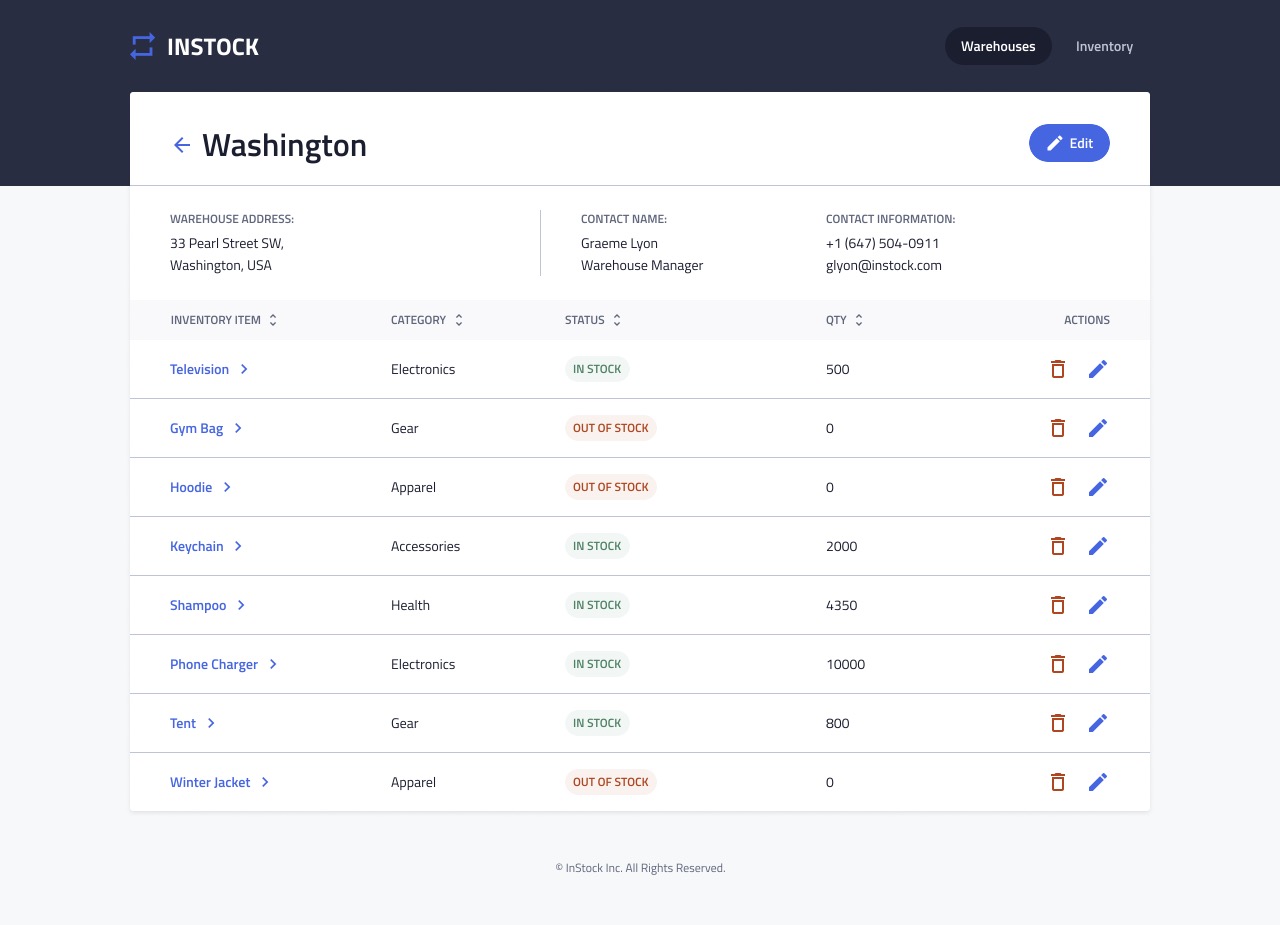 INSTOCK
Warehouses
Inventory
Washington
Edit
WAREHOUSE ADDRESS:
33 Pearl Street SW,
Washington, USA
CONTACT NAME:
Graeme Lyon
Warehouse Manager
CONTACT INFORMATION:
+1 (647) 504-0911
glyon@instock.com
INVENTORY ITEM CATEGORY STATUS QTY ACTIONS
Television Electronics IN STOCK 500
Gym Bag Gear OUT OF STOCK 0
Hoodie Apparel OUT OF STOCK 0
Keychain Accessories IN STOCK 2000
Shampoo Health IN STOCK 4350
Phone Charger Electronics IN STOCK 10000
Tent Gear IN STOCK 800
Winter Jacket Apparel OUT OF STOCK 0
© InStock Inc. All Rights Reserved.